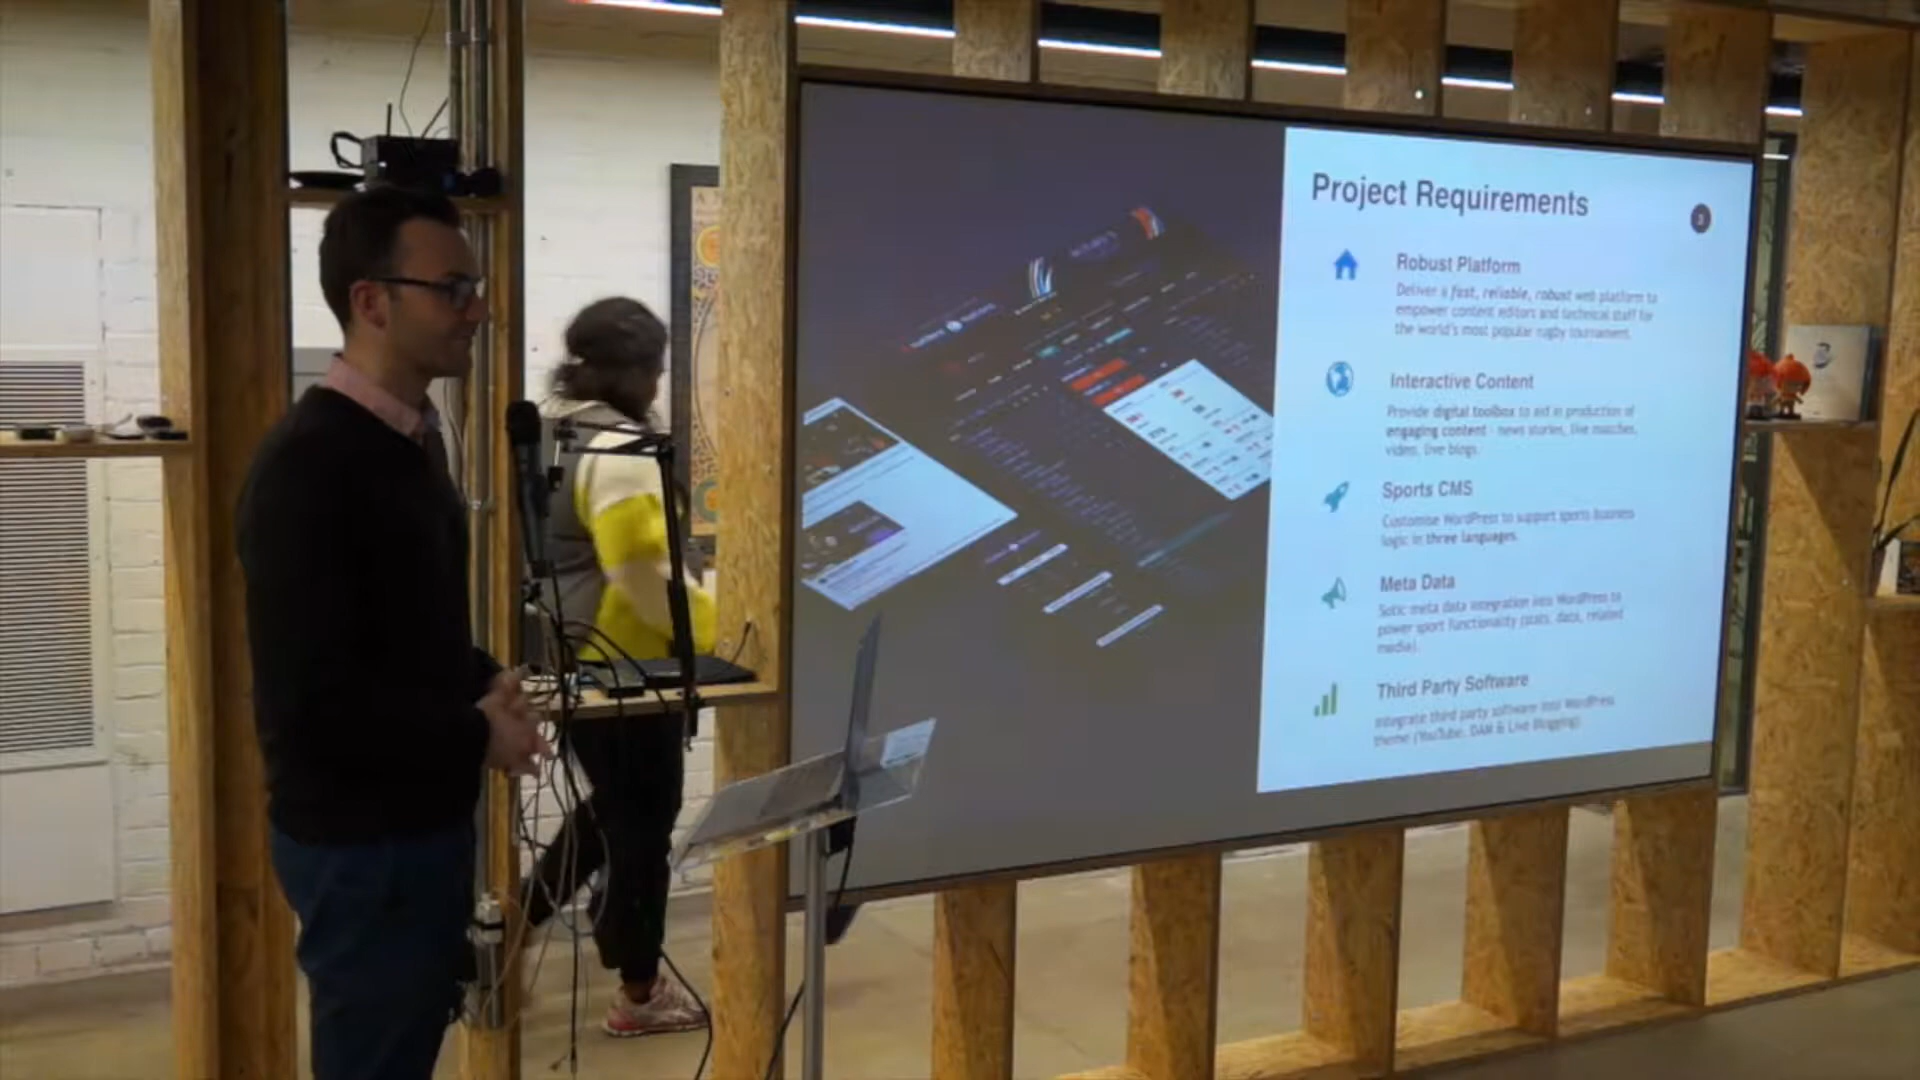 Project Requirements
3
Robust Platform
Deliver a fast, reliable, robust web platform to
empower content editors and technical staff for
the world's most popular rugby tournament.
Interactive Content
Provide digital toolbox to aid in production of
engaging content - news stories, live matches,
video, live blogs.
Sports CMS
Customise WordPress to support sports business
logic in three languages.
Meta Data
Sotic meta data integration into WordPress to
power sport functionality (stats, data, related
media).
Third Party Software
Integrate third party software into WordPress
theme (YouTube, DAM & Live Blogging)